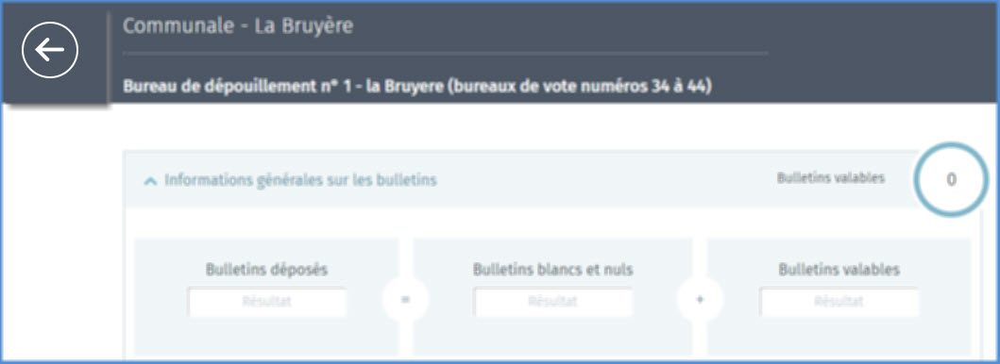 Communale - La Bruyère
Bureau de dépouillement n° 1 - la Bruyere (bureaux de vote numéros 34 à 44)
Informations générales sur les bulletins Bulletins valables 0
Bulletins déposés Bulletins blancs et nuls Bulletins valables
Résultat = Résultat + Résultat